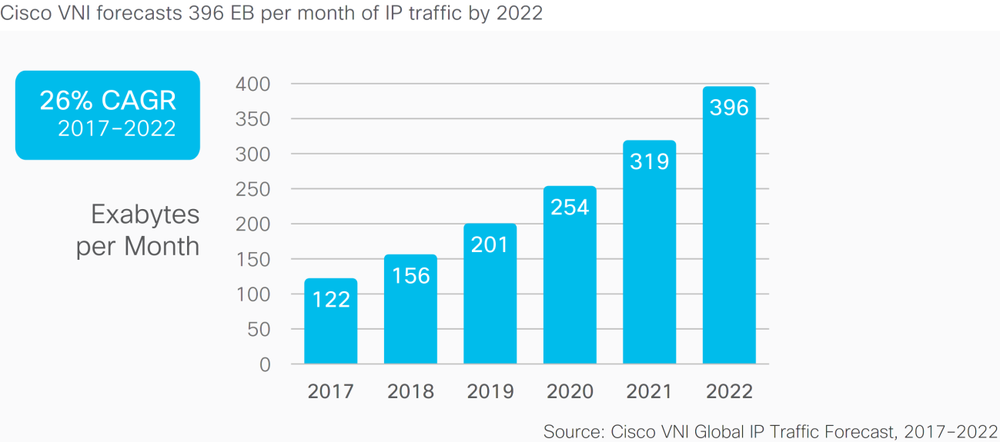 Cisco VNI forecasts 396 EB per month of IP traffic by 2022
26% CAGR
2017–2022
Exabytes
per Month
400
350
300
250
200
150
100
50
0
122
156
201
254
319
396
2017 2018 2019 2020 2021 2022
Source: Cisco VNI Global IP Traffic Forecast, 2017–2022